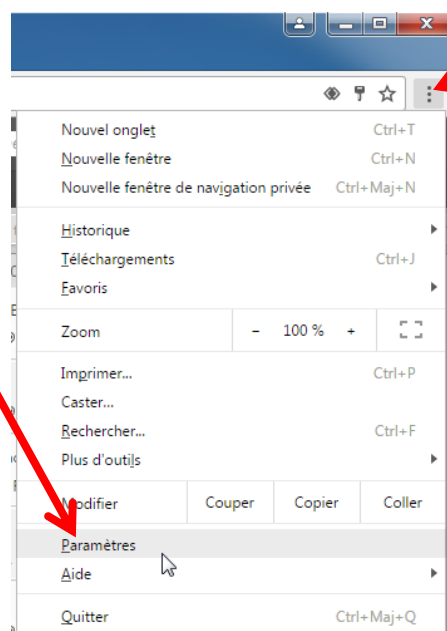 Nouvel onglet Ctrl+T
Nouvelle fenêtre Ctrl+N
Nouvelle fenêtre de navigation privée Ctrl+Maj+N
Historique
Téléchargements Ctrl+J
Favoris
Zoom - 100 % +
Imprimer... Ctrl+P
Caster...
Rechercher... Ctrl+F
Plus d'outils
Modifier Couper Copier Coller
Paramètres
Aide
Quitter Ctrl+Maj+Q